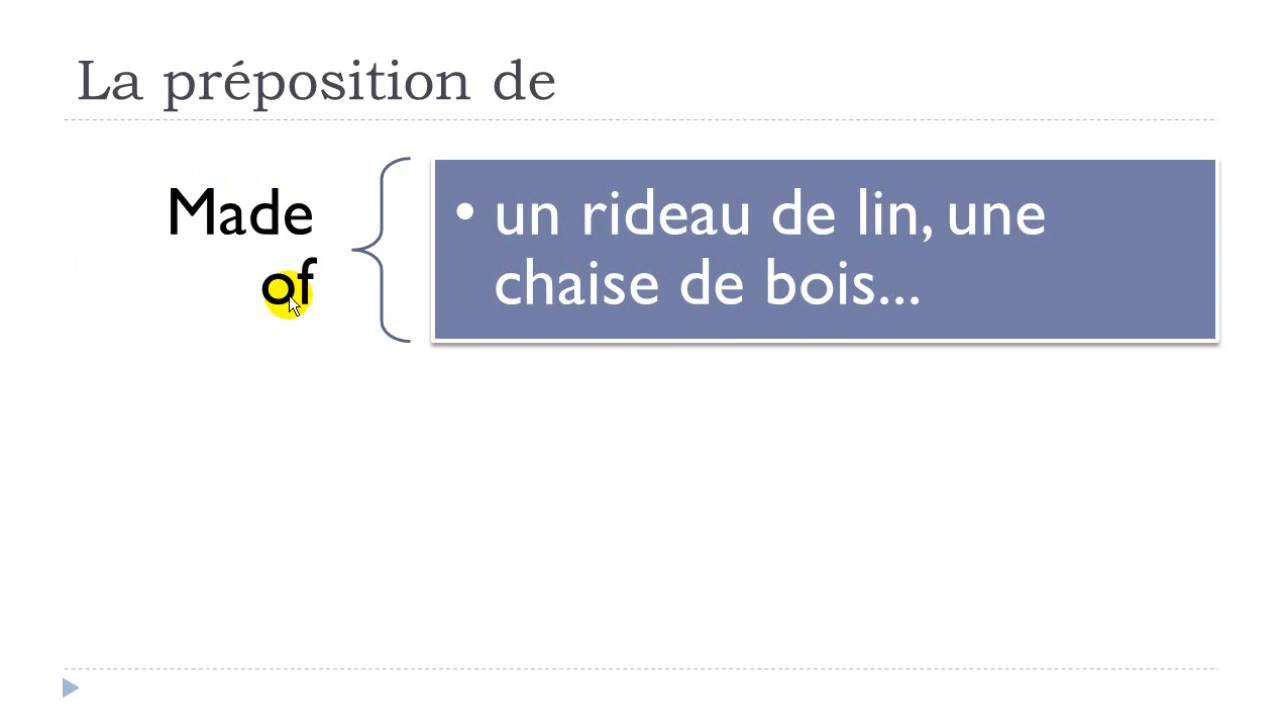 La préposition de
Made
of
• un rideau de lin, une
chaise de bois...